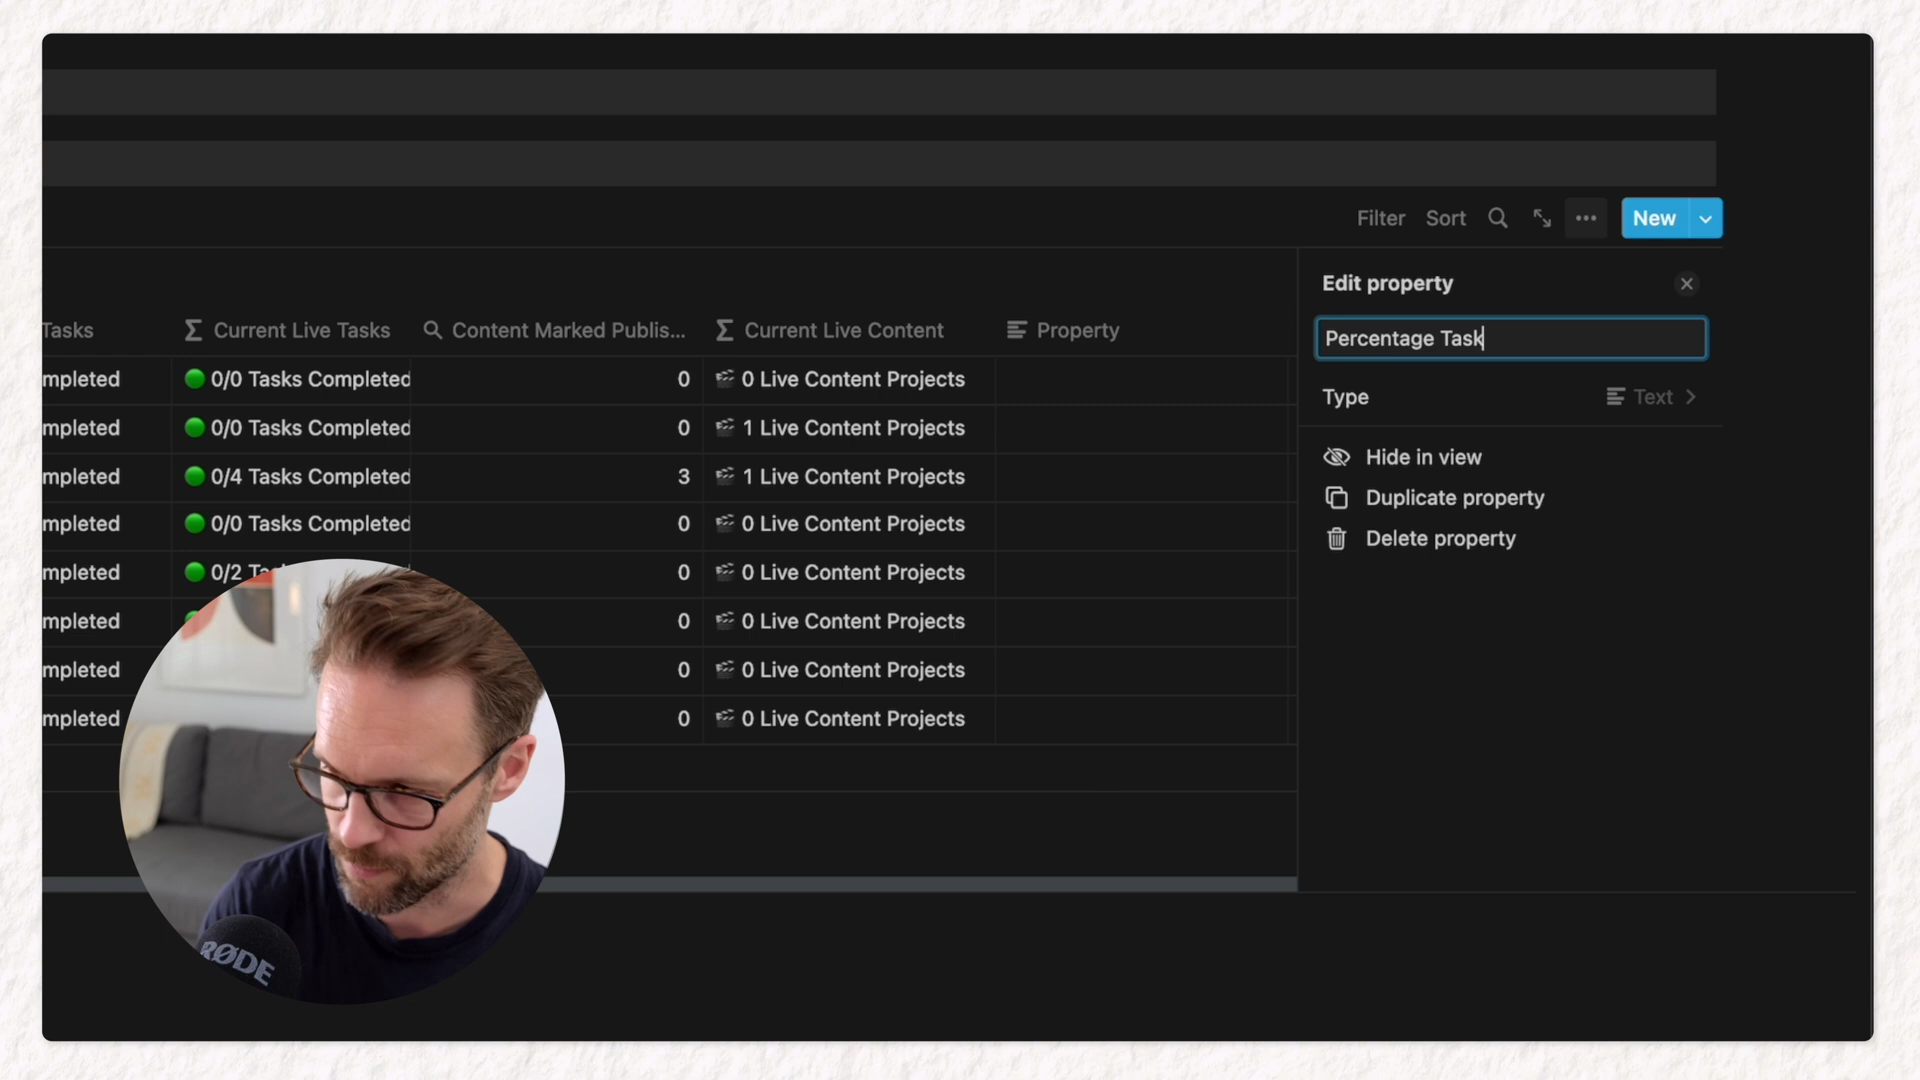 Filter Sort New
Edit property
Percentage Task
Type Text
Hide in view
Duplicate property
Delete property
Tasks Current Live Tasks Content Marked Publis... Current Live Content Property
mpleted 0/0 Tasks Completed 0 0 Live Content Projects
mpleted 0/0 Tasks Completed 0 1 Live Content Projects
mpleted 0/4 Tasks Completed 3 1 Live Content Projects
mpleted 0/0 Tasks Completed 0 0 Live Content Projects
mpleted 0/2 0 0 Live Content Projects
mpleted 0 0 Live Content Projects
mpleted 0 0 Live Content Projects
mpleted 0 0 Live Content Projects
RØDE